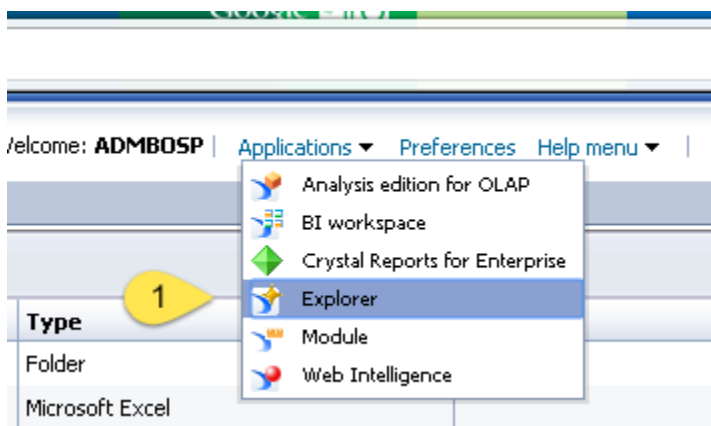 Welcome: ADMBOSP | Applications ▼ Preferences Help menu ▼ |
Analysis edition for OLAP
BI workspace
Crystal Reports for Enterprise
1 Explorer
Type
Module
Folder
Web Intelligence
Microsoft Excel